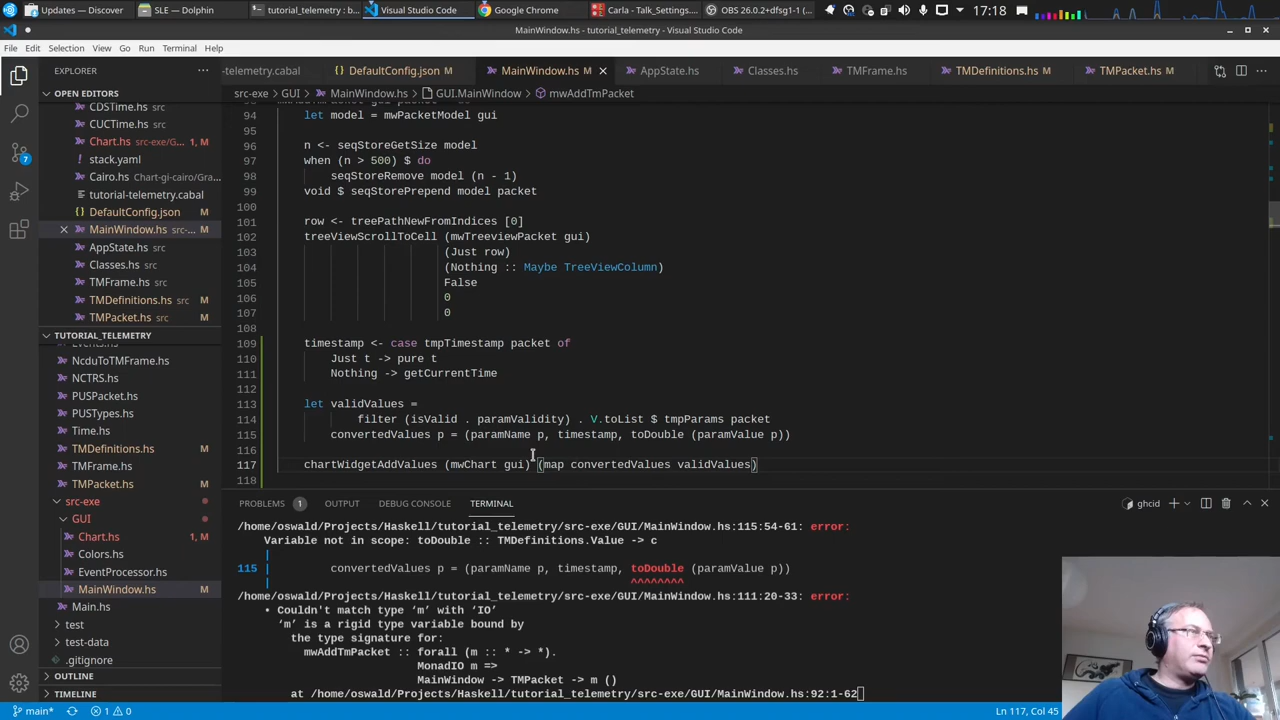 Updates — Discover
SLE — Dolphin
tutorial_telemetry : b...
Visual Studio Code
Google Chrome
Carla - Talk_Settings....
OBS 26.0.2+dfsg1-1 (...
17:18
MainWindow.hs - tutorial_telemetry - Visual Studio Code
File Edit Selection View Go Run Terminal Help
EXPLORER ...
-telemetry.cabal
DefaultConfig.json M
MainWindow.hs M
AppState.hs
Classes.hs
TMFrame.hs
TMDefinitions.hs M
TMPacket.hs M
src-exe > GUI > MainWindow.hs > GUI.MainWindow > mwAddTmPacket
OPEN EDITORS
CDSTime.hs src
CUCTime.hs src
Chart.hs src-exe/G... 1, M
stack.yaml
Cairo.hs Chart-gi-cairo/Gra...
tutorial-telemetry.cabal
DefaultConfig.json M
MainWindow.hs src-... M
AppState.hs src
Classes.hs src
TMFrame.hs src
TMDefinitions.hs src M
TMPacket.hs src M
TUTORIAL_TELEMETRY
Events.hs
NcduToTMFrame.hs
NCTRS.hs
PUSPacket.hs
PUSTypes.hs
Time.hs
TMDefinitions.hs M
TMFrame.hs
TMPacket.hs M
src-exe
GUI
Chart.hs 1, M
Colors.hs
EventProcessor.hs
MainWindow.hs M
Main.hs
test
test-data
.gitignore
OUTLINE
TIMELINE
94 let model = mwPacketModel gui
95
96 n <- seqStoreGetSize model
97 when (n > 500) $ do
98 seqStoreRemove model (n - 1)
99 void $ seqStorePrepend model packet
100
101 row <- treePathNewFromIndices [0]
102 treeViewScrollToCell (mwTreeviewPacket gui)
103 (Just row)
104 (Nothing :: Maybe TreeViewColumn)
105 False
106 0
107 0
108
109 timestamp <- case tmpTimestamp packet of
110 Just t -> pure t
111 Nothing -> getCurrentTime
112
113 let validValues =
114 filter (isValid . paramValidity) . V.toList $ tmpParams packet
115 convertedValues p = (paramName p, timestamp, toDouble (paramValue p))
116
117 chartWidgetAddValues (mwChart gui) (map convertedValues validValues)
118
PROBLEMS 1 OUTPUT DEBUG CONSOLE TERMINAL
ghcid
/home/oswald/Projects/Haskell/tutorial_telemetry/src-exe/GUI/MainWindow.hs:115:54-61: error:
Variable not in scope: toDouble :: TMDefinitions.Value -> c
|
115 | convertedValues p = (paramName p, timestamp, toDouble (paramValue p))
| ^^^^^^^^
/home/oswald/Projects/Haskell/tutorial_telemetry/src-exe/GUI/MainWindow.hs:111:20-33: error:
• Couldn't match type ‘m’ with ‘IO’
‘m’ is a rigid type variable bound by
the type signature for:
mwAddTmPacket :: forall (m :: * -> *).
MonadIO m =>
MainWindow -> TMPacket -> m ()
at /home/oswald/Projects/Haskell/tutorial_telemetry/src-exe/GUI/MainWindow.hs:92:1-62
7
main* 1 0
Ln 117, Col 45